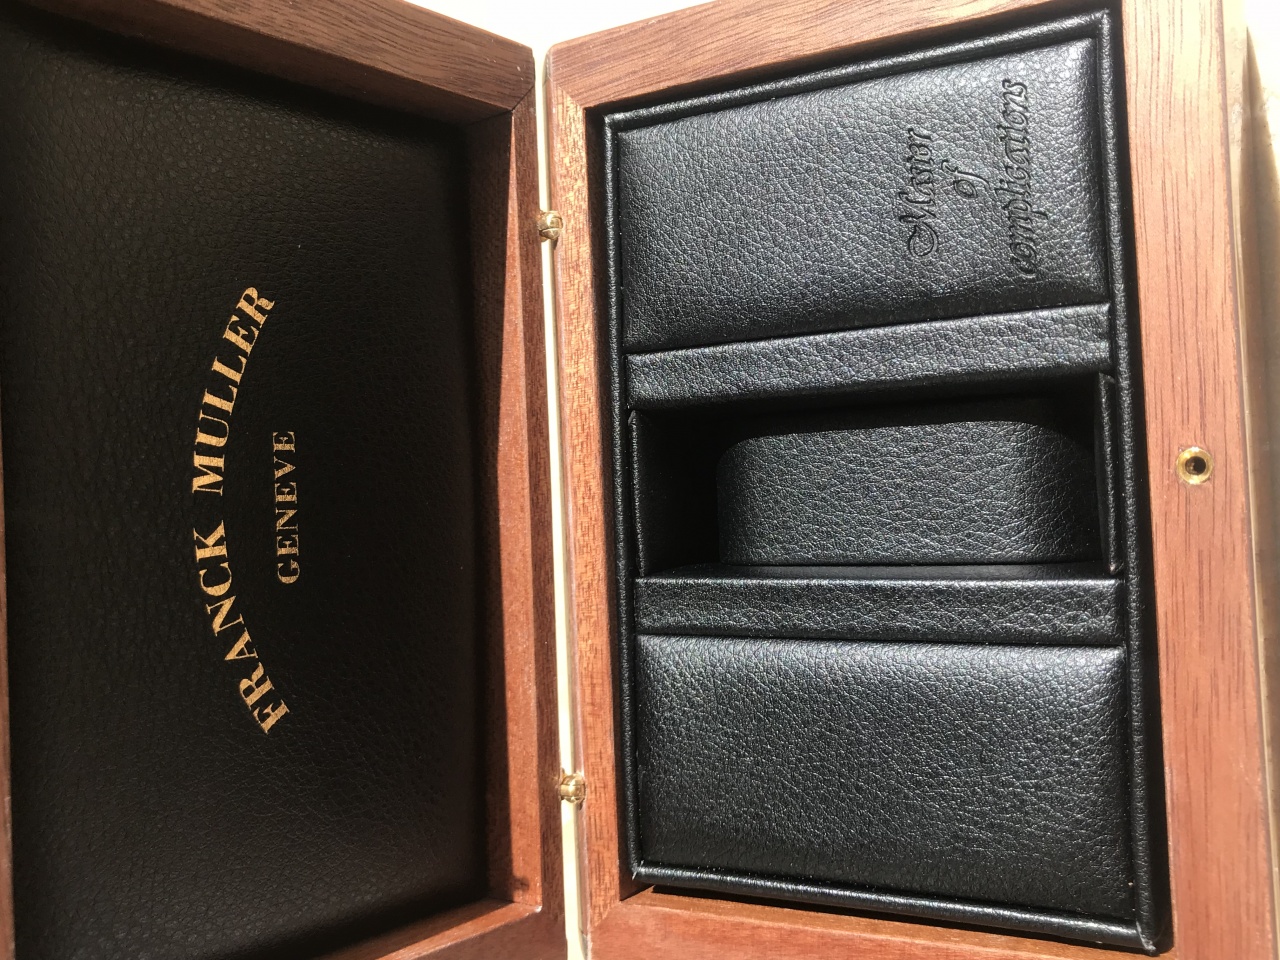 FRANCK MULLER
GENEVE
Master
of
complications